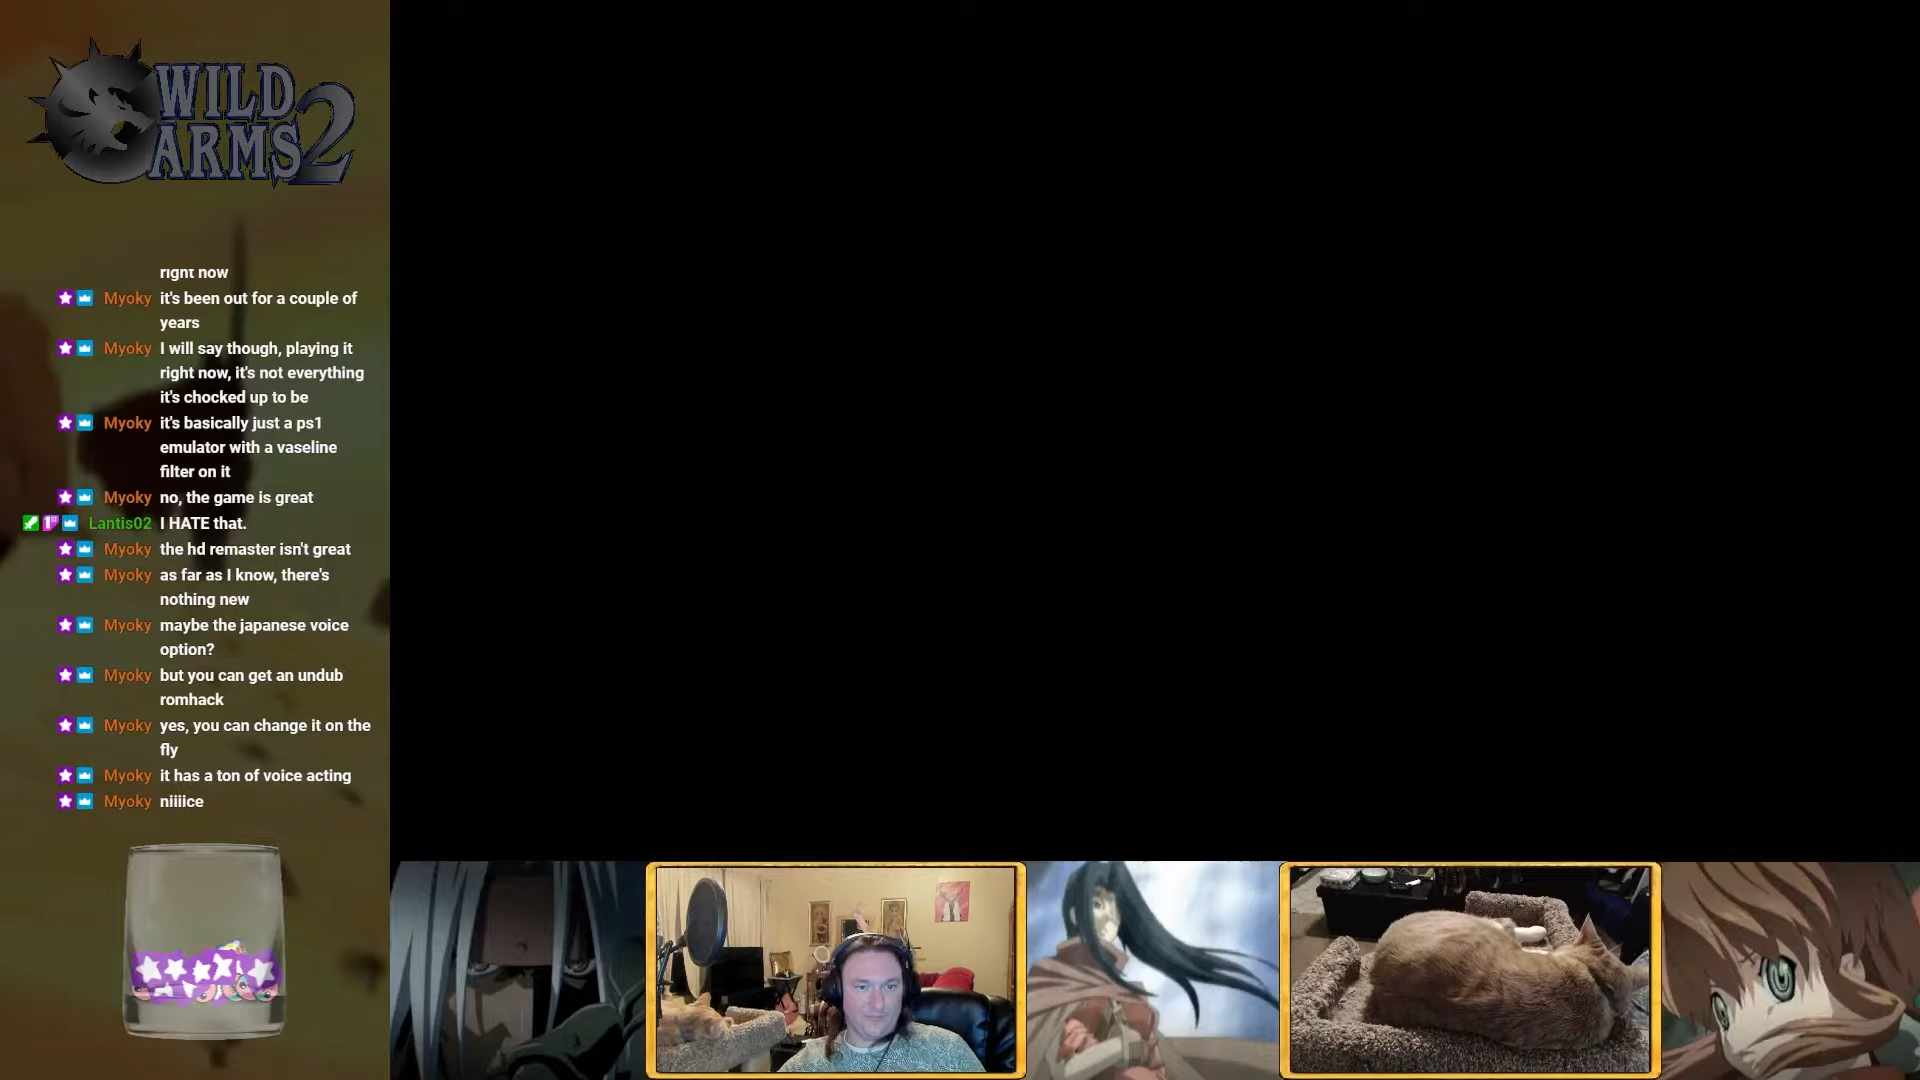 WILD
ARMS 2
right now
Myoky it's been out for a couple of
years
Myoky I will say though, playing it
right now, it's not everything
it's chocked up to be
Myoky it's basically just a ps1
emulator with a vaseline
filter on it
Myoky no, the game is great
Lantis02 I HATE that.
Myoky the hd remaster isn't great
Myoky as far as I know, there's
nothing new
Myoky maybe the japanese voice
option?
Myoky but you can get an undub
romhack
Myoky yes, you can change it on the
fly
Myoky it has a ton of voice acting
Myoky niiiice